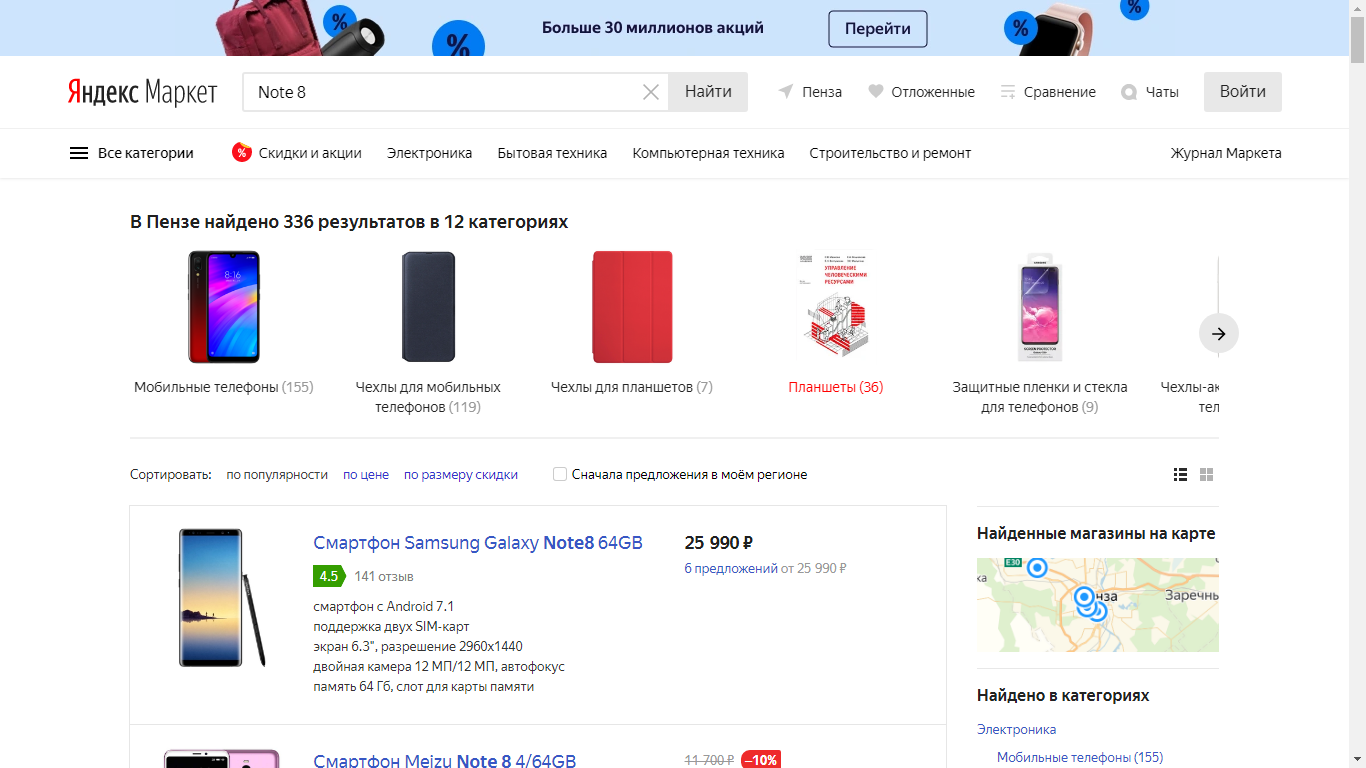 Больше 30 миллионов акций
Перейти
%
%
%
%
Яндекс Маркет
Note 8
Найти
Пенза
Отложенные
Сравнение
Чаты
Войти
Все категории
%
Скидки и акции
Электроника
Бытовая техника
Компьютерная техника
Строительство и ремонт
Журнал Маркета
В Пензе найдено 336 результатов в 12 категориях
8:16
УПРАВЛЕНИЕ
ЧЕЛОВЕЧЕСКИМИ
РЕСУРСАМИ
Мобильные телефоны (155)
Чехлы для мобильных
телефонов (119)
Чехлы для планшетов (7)
Планшеты (36)
Защитные пленки и стекла
для телефонов (9)
Чехлы-ак
тел
Сортировать:
по популярности
по цене
по размеру скидки
Сначала предложения в моём регионе
Смартфон Samsung Galaxy Note8 64GB
4.5
141 отзыв
смартфон с Android 7.1
поддержка двух SIM-карт
экран 6.3", разрешение 2960x1440
двойная камера 12 МП/12 МП, автофокус
память 64 Гб, слот для карты памяти
25 990 ₽
6 предложений от 25 990 ₽
Смартфон Meizu Note 8 4/64GB
11 700 ₽
–10%
Найденные магазины на карте
E30
ка
нза
Заречны
Найдено в категориях
Электроника
Мобильные телефоны (155)